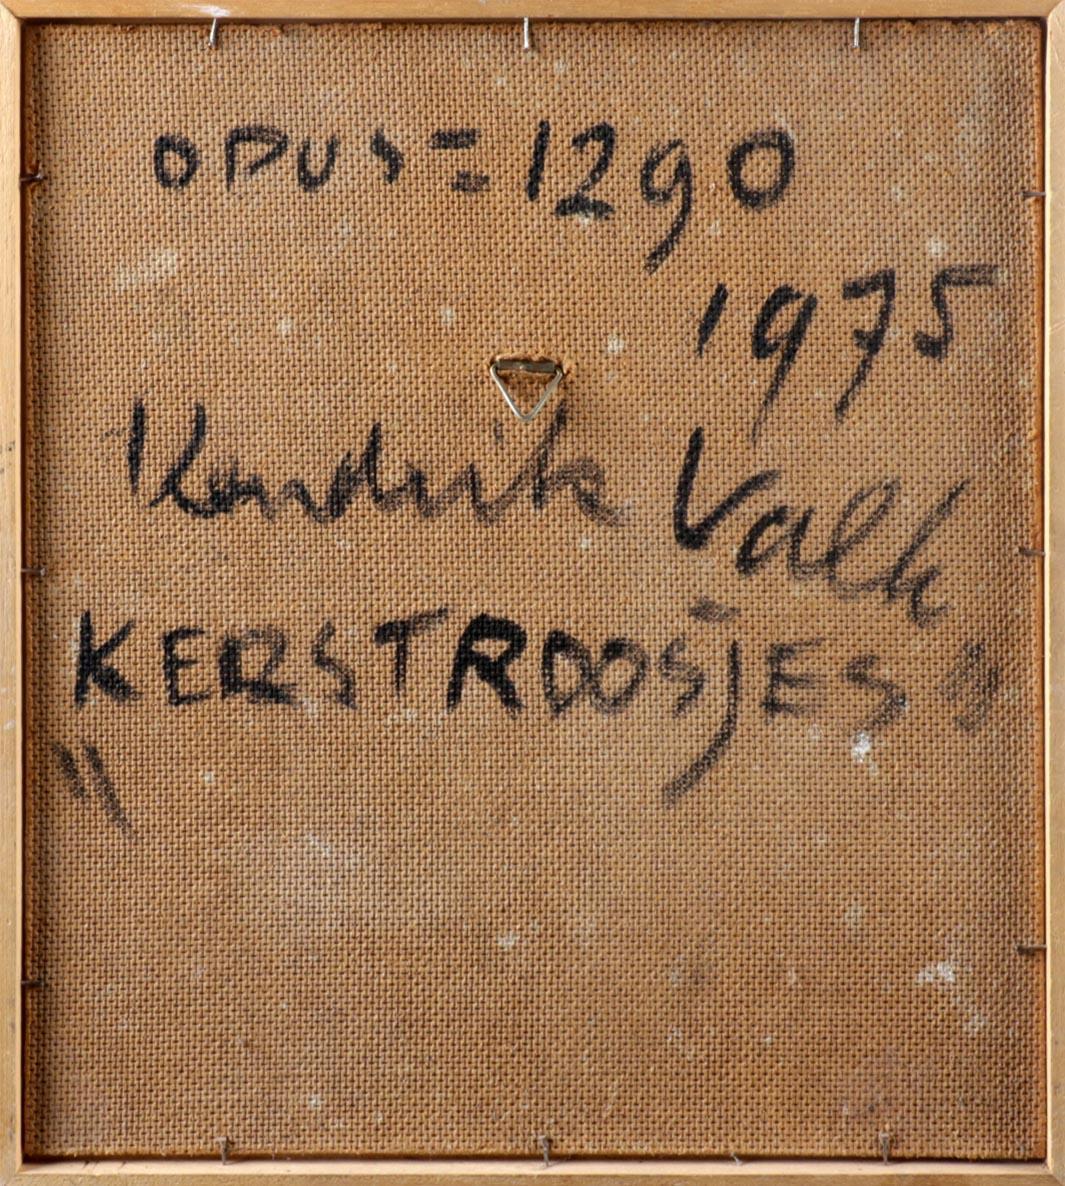 OPUS = 1290
1975
Hendrik Valk
„KERSTROOSjES"